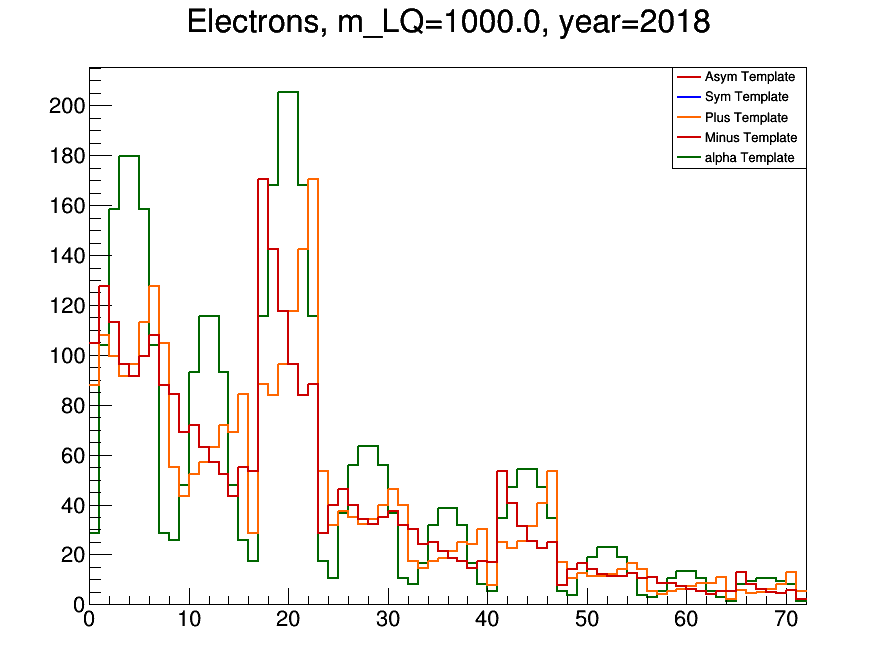 Electrons, m_LQ=1000.0, year=2018
Asym Template
Sym Template
Plus Template
Minus Template
alpha Template
200
180
160
140
120
100
80
60
40
20
0
0 10 20 30 40 50 60 70